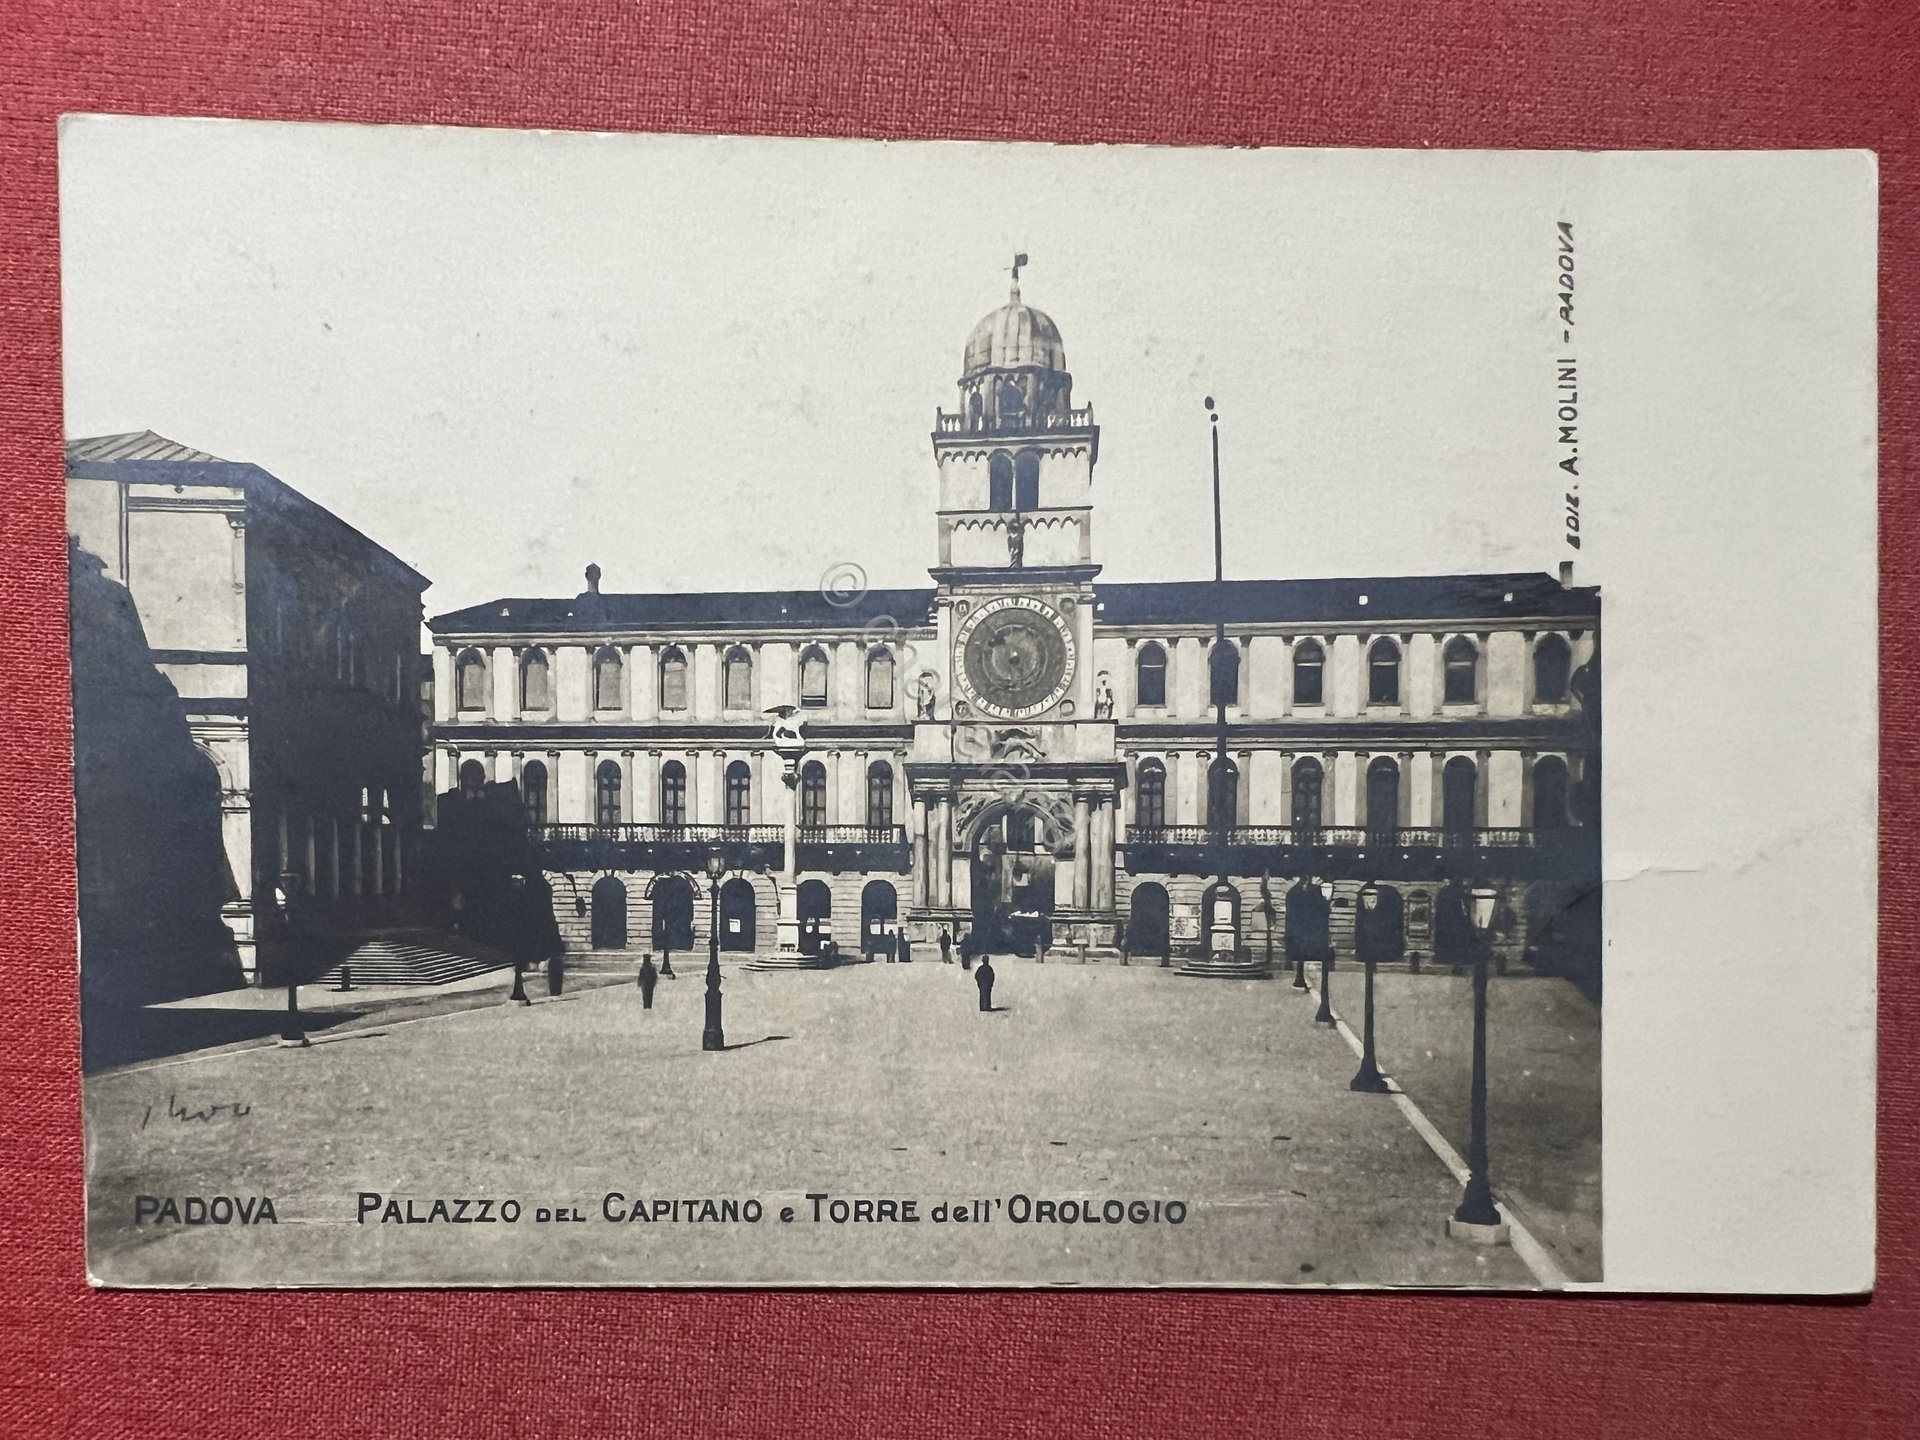 EDIZ. A. MOLINI - PADOVA
PADOVA PALAZZO DEL CAPITANO e TORRE dell'OROLOGIO